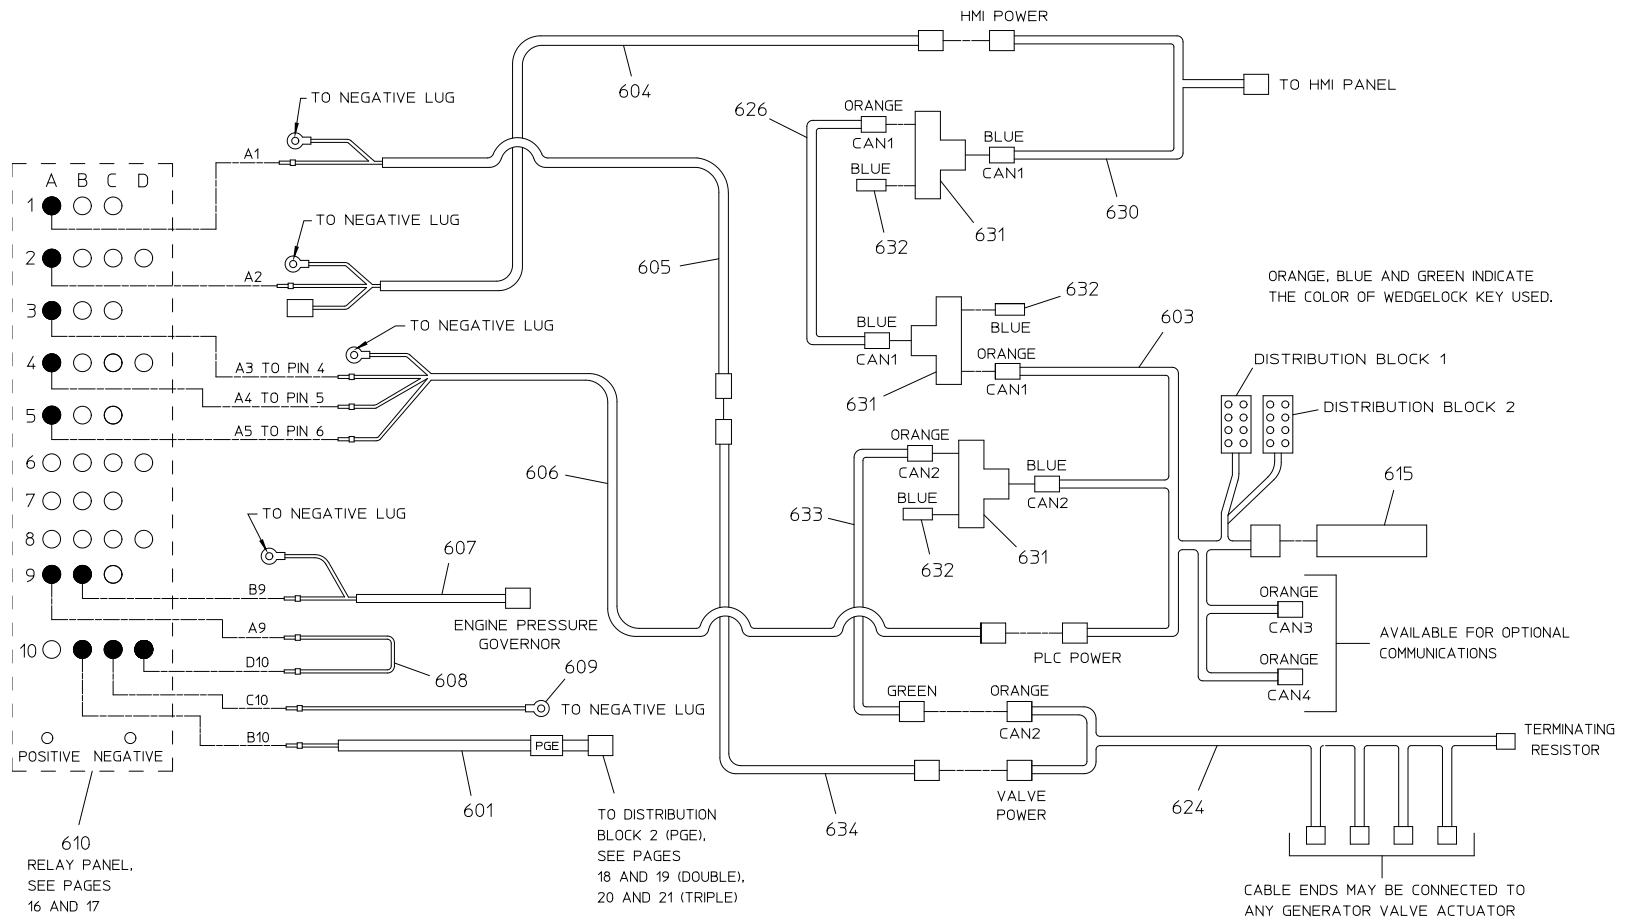 HMI POWER
604
TO HMI PANEL
TO NEGATIVE LUG
626
ORANGE
CAN1
BLUE
CAN1
A1
BLUE
632
631
630
A B C D
1
TO NEGATIVE LUG
2
A2
605
ORANGE, BLUE AND GREEN INDICATE
THE COLOR OF WEDGELOCK KEY USED.
632
BLUE
3
TO NEGATIVE LUG
BLUE
CAN1
603
ORANGE
CAN1
631
4
A3 TO PIN 4
A4 TO PIN 5
5
A5 TO PIN 6
DISTRIBUTION BLOCK 1
DISTRIBUTION BLOCK 2
6
606
ORANGE
CAN2
BLUE
CAN2
BLUE
615
7
633
632
631
8
TO NEGATIVE LUG
607
9
B9
ENGINE PRESSURE
GOVERNOR
A9
ORANGE
CAN3
ORANGE
CAN4
AVAILABLE FOR OPTIONAL
COMMUNICATIONS
10
D10
608
609
PLC POWER
C10
TO NEGATIVE LUG
GREEN
ORANGE
CAN2
B10
PGE
POSITIVE NEGATIVE
TERMINATING
RESISTOR
601
634
VALVE
POWER
624
610
RELAY PANEL,
SEE PAGES
16 AND 17
TO DISTRIBUTION
BLOCK 2 (PGE),
SEE PAGES
18 AND 19 (DOUBLE),
20 AND 21 (TRIPLE)
CABLE ENDS MAY BE CONNECTED TO
ANY GENERATOR VALVE ACTUATOR